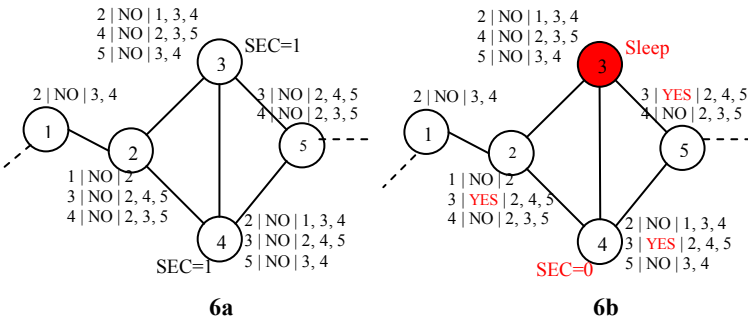 2 | NO | 1, 3, 4
4 | NO | 2, 3, 5
5 | NO | 3, 4
SEC=1
3
2 | NO | 3, 4
1
2
3 | NO | 2, 4, 5
4 | NO | 2, 3, 5
5
1 | NO | 2
3 | NO | 2, 4, 5
4 | NO | 2, 3, 5
4
2 | NO | 1, 3, 4
3 | NO | 2, 4, 5
5 | NO | 3, 4
SEC=1
6a
2 | NO | 1, 3, 4
4 | NO | 2, 3, 5
5 | NO | 3, 4
Sleep
3
2 | NO | 3, 4
1
2
3 | YES | 2, 4, 5
4 | NO | 2, 3, 5
5
1 | NO | 2
3 | YES | 2, 4, 5
4 | NO | 2, 3, 5
4
2 | NO | 1, 3, 4
3 | YES | 2, 4, 5
5 | NO | 3, 4
SEC=0
6b